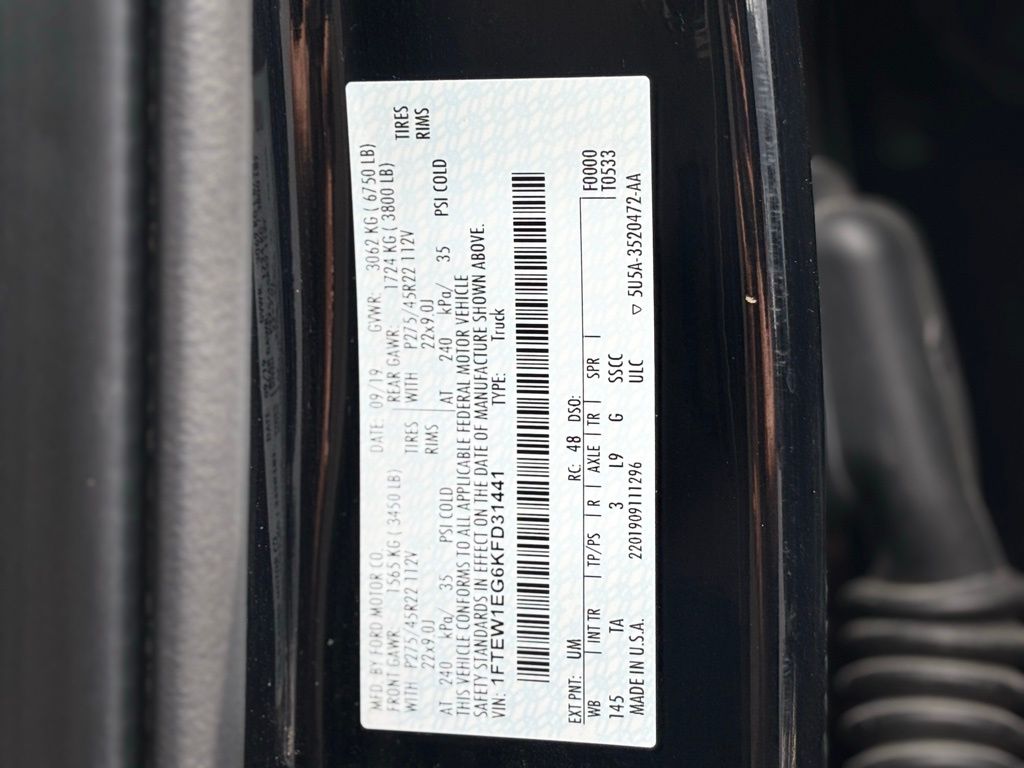 MFD BY FORD MOTOR CO.
DATE: 09/19 GVWR: 3062 KG ( 6750 LB)
FRONT GAWR: 1565 KG ( 3450 LB) REAR GAWR: 1724 KG ( 3800 LB)
WITH P275/45R22 112V TIRES WITH P275/45R22 112V TIRES
22x9.0J RIMS 22x9.0J RIMS
AT 240 kPa/ 35 PSI COLD AT 240 kPa/ 35 PSI COLD
THIS VEHICLE CONFORMS TO ALL APPLICABLE FEDERAL MOTOR VEHICLE
SAFETY STANDARDS IN EFFECT ON THE DATE OF MANUFACTURE SHOWN ABOVE.
VIN: 1FTEW1EG6KFD31441 TYPE: Truck
EXT PNT: UM RC: 48 DSO: F0000
WB INT TR TP/PS R AXLE TR SPR T0533
145 TA 3 L9 G SSCC
MADE IN U.S.A. 2201909111296 ULC ▽ 5U5A-3520472-AA